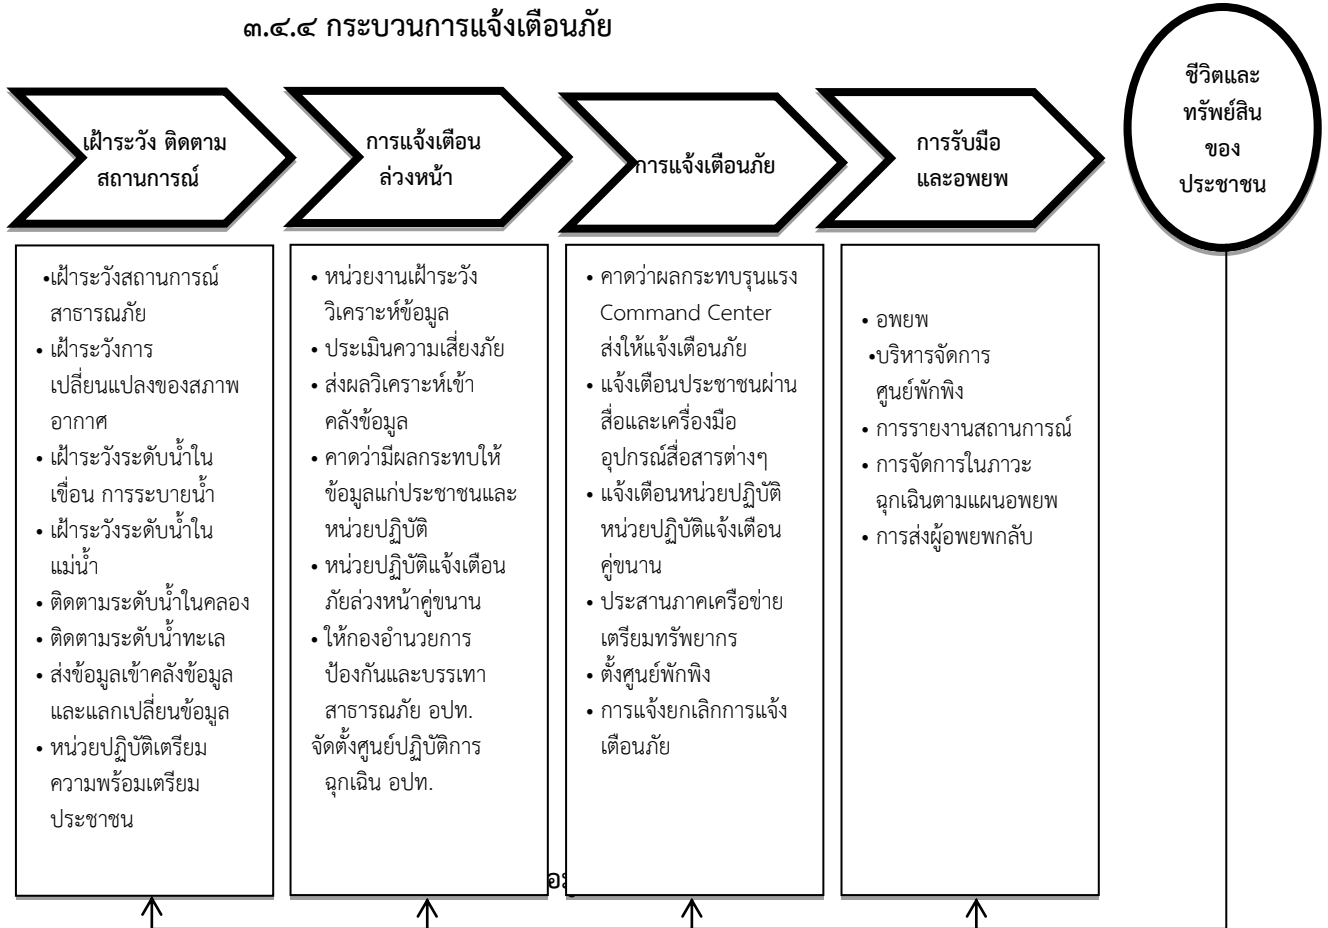 ๓.๔.๔ กระบวนการแจ้งเตือนภัย
เฝ้าระวัง ติดตาม
สถานการณ์
การแจ้งเตือน
ล่วงหน้า
การแจ้งเตือนภัย
การรับมือ
และอพยพ
ชีวิตและ
ทรัพย์สิน
ของ
ประชาชน
•เฝ้าระวังสถานการณ์
สาธารณภัย
• เฝ้าระวังการ
เปลี่ยนแปลงของสภาพ
อากาศ
• เฝ้าระวังระดับน้ำใน
เขื่อน การระบายน้ำ
• เฝ้าระวังระดับน้ำใน
แม่น้ำ
• ติดตามระดับน้ำในคลอง
• ติดตามระดับน้ำทะเล
• ส่งข้อมูลเข้าคลังข้อมูล
และแลกเปลี่ยนข้อมูล
• หน่วยปฏิบัติเตรียม
ความพร้อมเตรียม
ประชาชน
• หน่วยงานเฝ้าระวัง
วิเคราะห์ข้อมูล
• ประเมินความเสี่ยงภัย
• ส่งผลวิเคราะห์เข้า
คลังข้อมูล
• คาดว่ามีผลกระทบให้
ข้อมูลแก่ประชาชนและ
หน่วยปฏิบัติ
• หน่วยปฏิบัติแจ้งเตือน
ภัยล่วงหน้าคู่ขนาน
• ให้กองอำนวยการ
ป้องกันและบรรเทา
สาธารณภัย อปท.
จัดตั้งศูนย์ปฏิบัติการ
ฉุกเฉิน อปท.
• คาดว่าผลกระทบรุนแรง
Command Center
ส่งให้แจ้งเตือนภัย
• แจ้งเตือนประชาชนผ่าน
สื่อและเครื่องมือ
อุปกรณ์สื่อสารต่างๆ
• แจ้งเตือนหน่วยปฏิบัติ
หน่วยปฏิบัติแจ้งเตือน
คู่ขนาน
• ประสานภาคเครือข่าย
เตรียมทรัพยากร
• ตั้งศูนย์พักพิง
• การแจ้งยกเลิกการแจ้ง
เตือนภัย
• อพยพ
•บริหารจัดการ
ศูนย์พักพิง
• การรายงานสถานการณ์
• การจัดการในภาวะ
ฉุกเฉินตามแผนอพยพ
• การส่งผู้อพยพกลับ